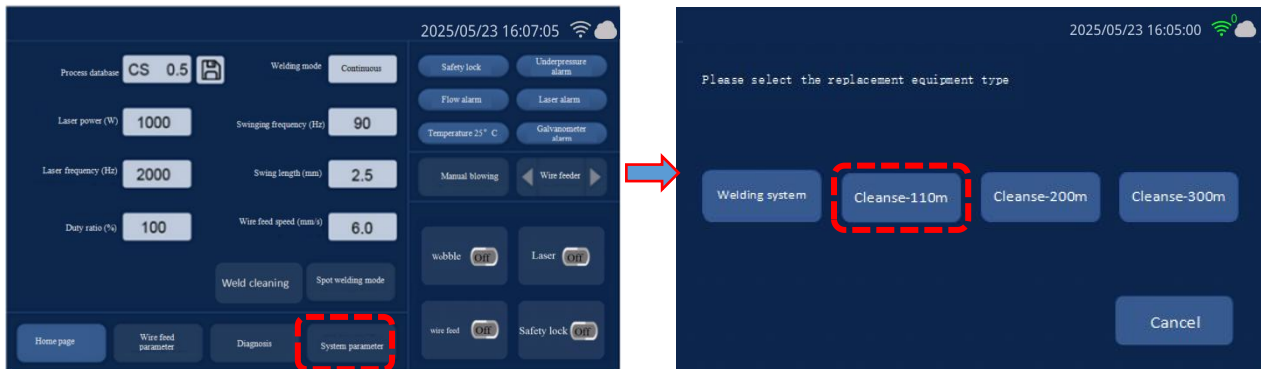 2025/05/23 16:07:05
Process database CS 0.5
Welding mode Continuous
Laser power (W) 1000
Swinging frequency (Hz) 90
Laser frequency (Hz) 2000
Swing length (mm) 2.5
Duty ratio (%) 100
Wire feed speed (mm/s) 6.0
Weld cleaning
Spot welding mode
Home page
Wire feed
parameter
Diagnosis
System parameter
Safety lock
Underpressure
alarm
Flow alarm
Laser alarm
Temperature 25° C
Galvanometer
alarm
Manual blowing
Wire feeder
wobble Off
Laser Off
wire feed Off
Safety lock Off
2025/05/23 16:05:00 0
Please select the replacement equipment type
Welding system
Cleanse-110m
Cleanse-200m
Cleanse-300m
Cancel